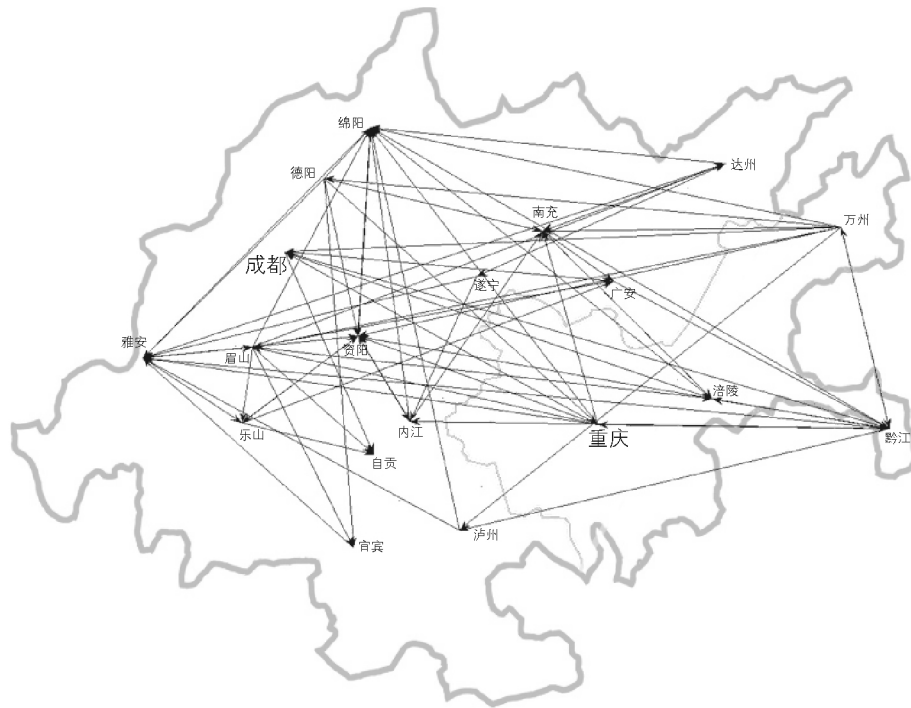 绵阳
达州
德阳
南充
万州
成都
遂宁
广安
雅安
眉山
资阳
涪陵
乐山
内江
重庆
黔江
自贡
泸州
宜宾